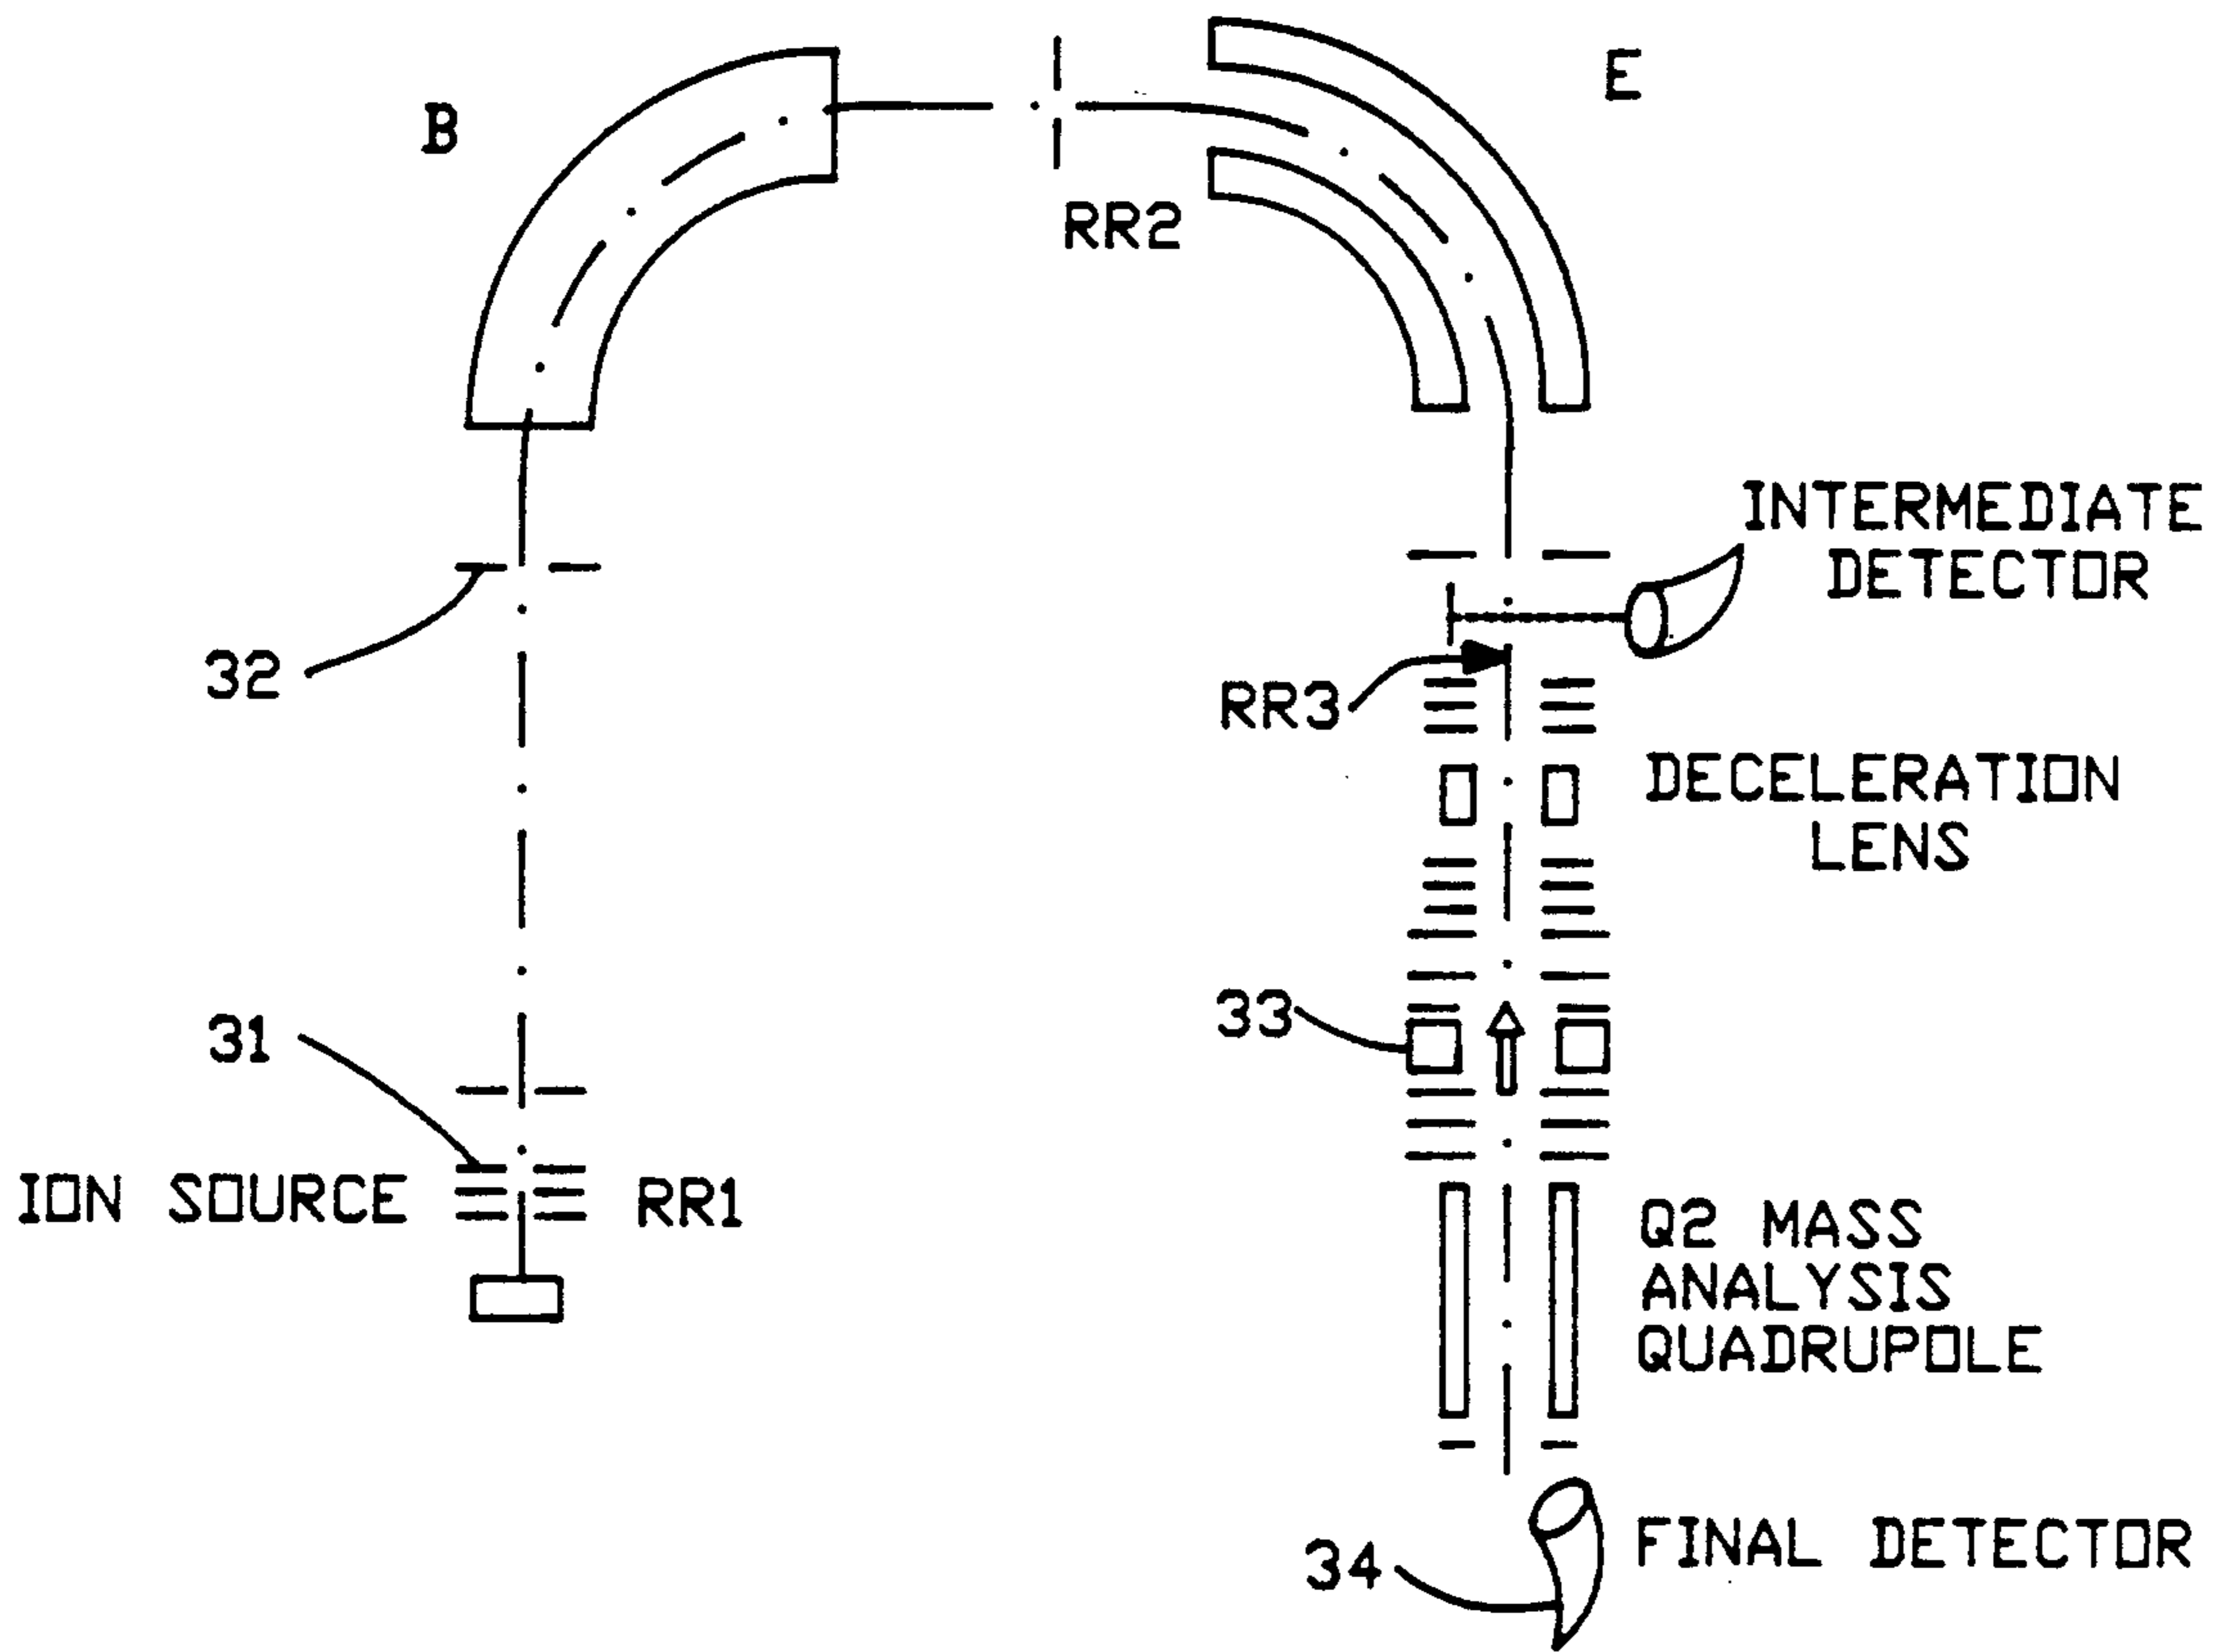 B
E
RR2
INTERMEDIATE
DETECTOR
32
RR3
DECELERATION
LENS
33
31
ION SOURCE
RR1
Q2 MASS
ANALYSIS
QUADRUPOLE
FINAL DETECTOR
34